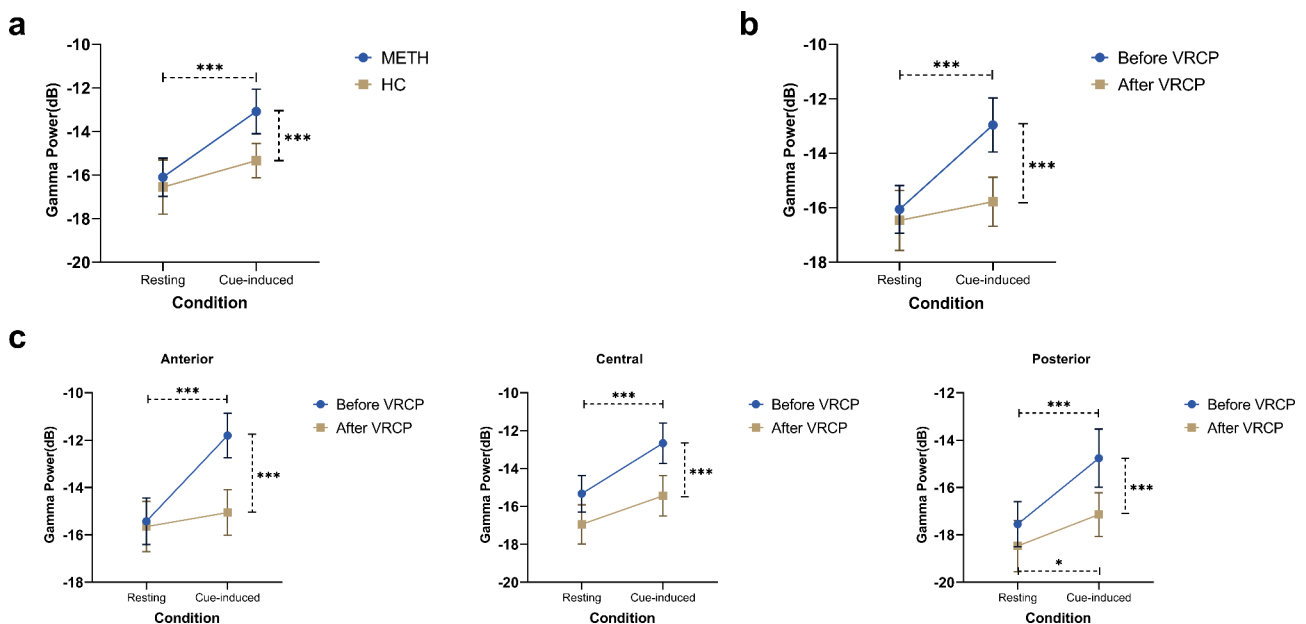 a
-10
-12
-14
-16
-18
-20
Gamma Power(dB)
***
***
METH
HC
Resting
Cue-induced
Condition
b
-10
-12
-14
-16
-18
Gamma Power(dB)
***
***
Before VRCP
After VRCP
Resting
Cue-induced
Condition
c
Anterior
-10
-12
-14
-16
-18
Gamma Power(dB)
***
***
Before VRCP
After VRCP
Resting
Cue-induced
Condition
Central
-10
-12
-14
-16
-18
-20
Gamma Power(dB)
***
***
Before VRCP
After VRCP
Resting
Cue-induced
Condition
Posterior
-12
-14
-16
-18
-20
Gamma Power(dB)
***
***
*
Before VRCP
After VRCP
Resting
Cue-induced
Condition